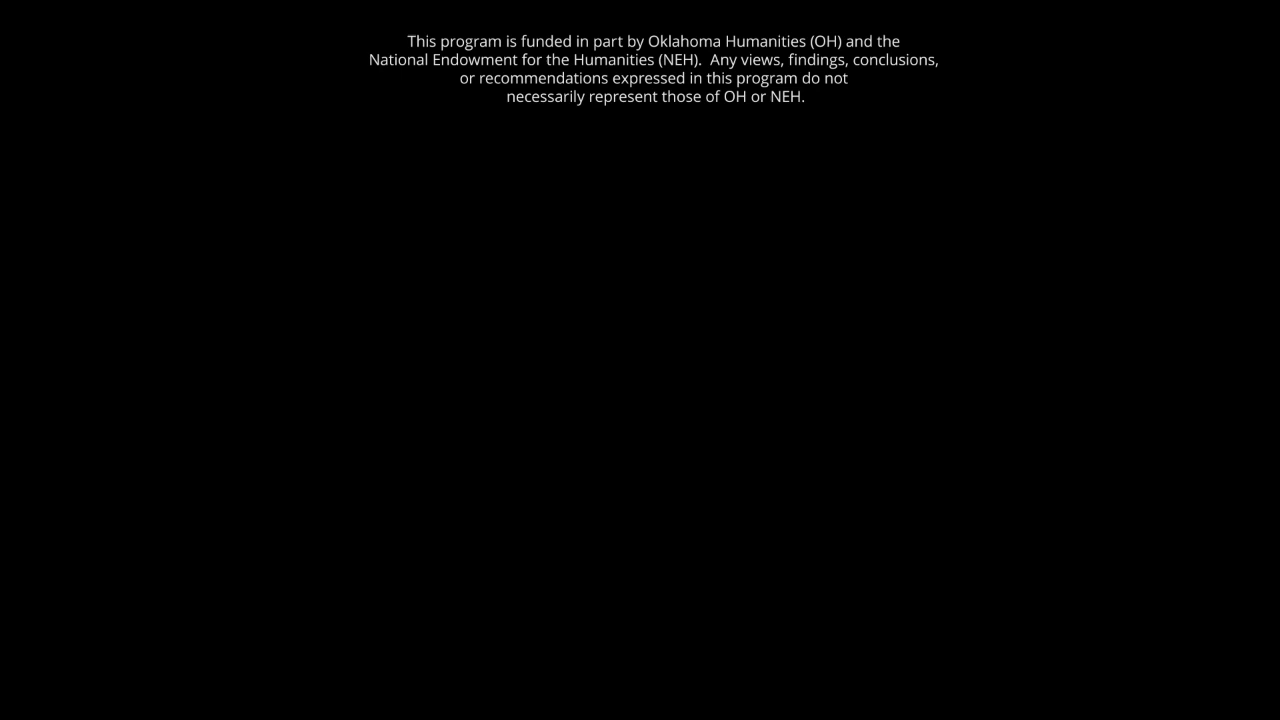 This program is funded in part by Oklahoma Humanities (OH) and the
National Endowment for the Humanities (NEH).  Any views, findings, conclusions,
or recommendations expressed in this program do not
necessarily represent those of OH or NEH.